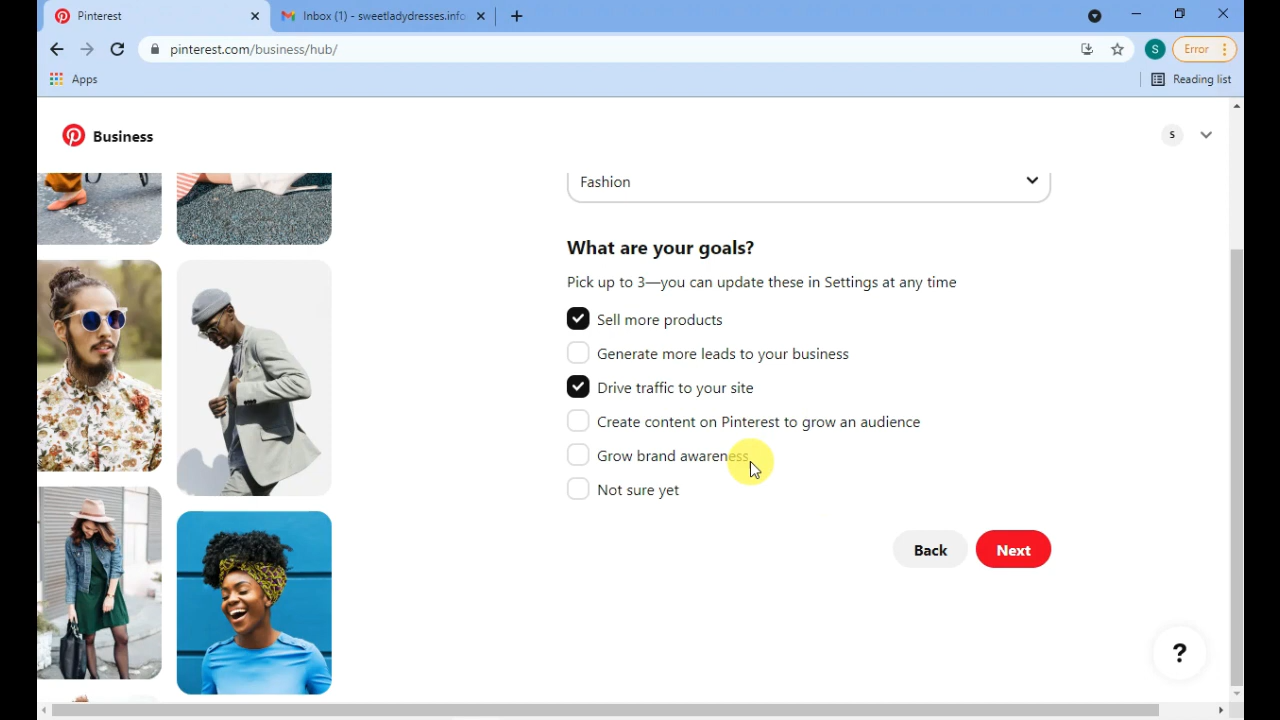 Pinterest
Inbox (1) - sweetladydresses.info
pinterest.com/business/hub/
S
Error
Apps
Reading list
Business
S
Fashion
What are your goals?
Pick up to 3—you can update these in Settings at any time
Sell more products
Generate more leads to your business
Drive traffic to your site
Create content on Pinterest to grow an audience
Grow brand awareness
Not sure yet
Back
Next
?